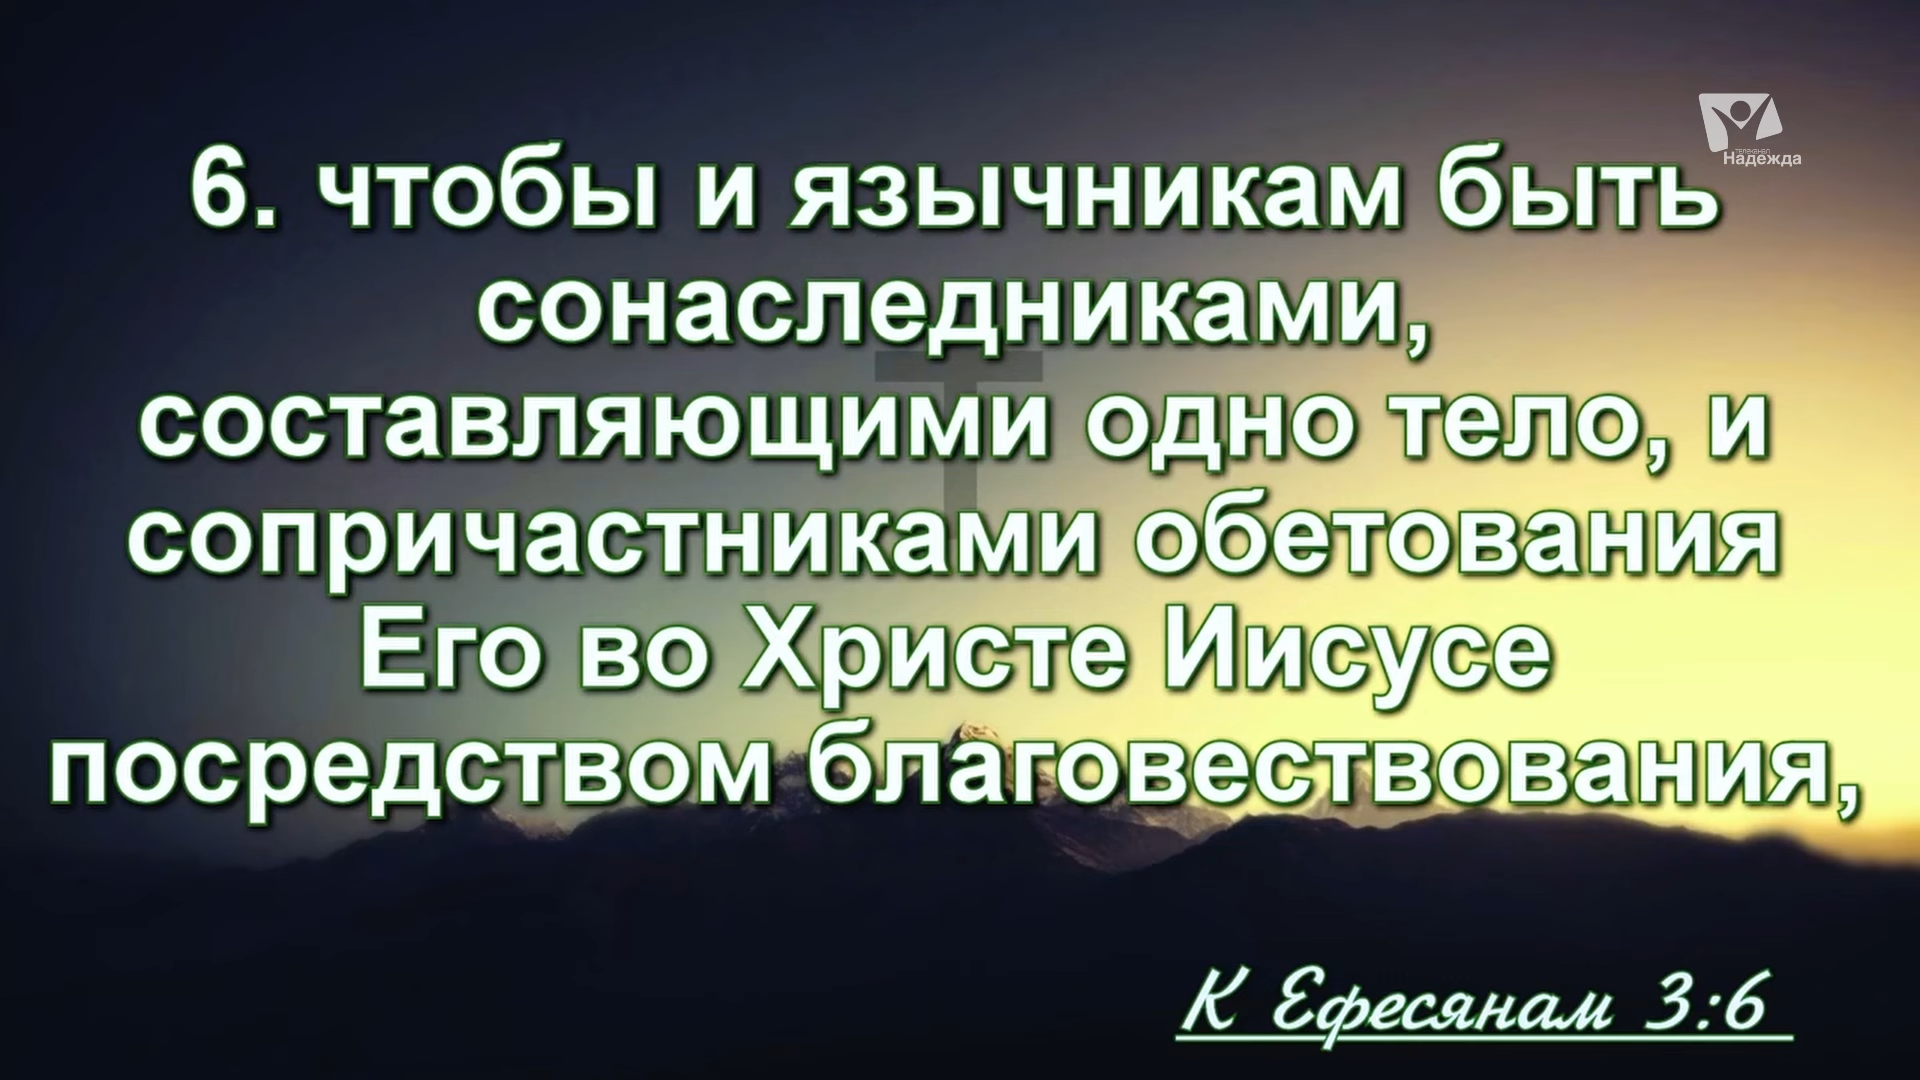 ТЕЛЕКАНАЛ
Надежда
6. чтобы и язычникам быть
сонаследниками,
составляющими одно тело, и
сопричастниками обетования
Его во Христе Иисусе
посредством благовествования,
К Ефесянам 3:6